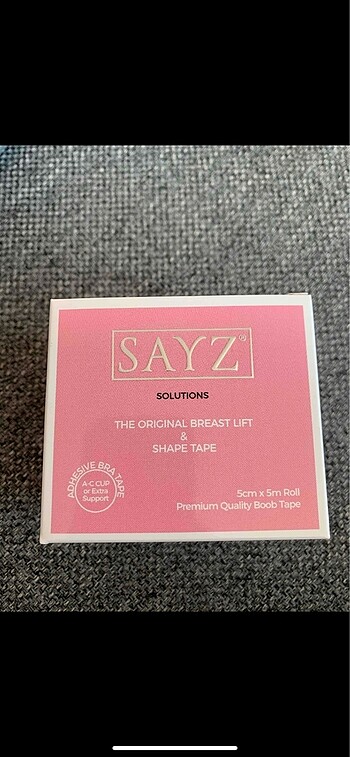 SAYZ®
SOLUTIONS
THE ORIGINAL BREAST LIFT
&
SHAPE TAPE
ADHESIVE BRA TAPE
A-C CUP
or Extra
Support
5cm x 5m Roll
Premium Quality Boob Tape